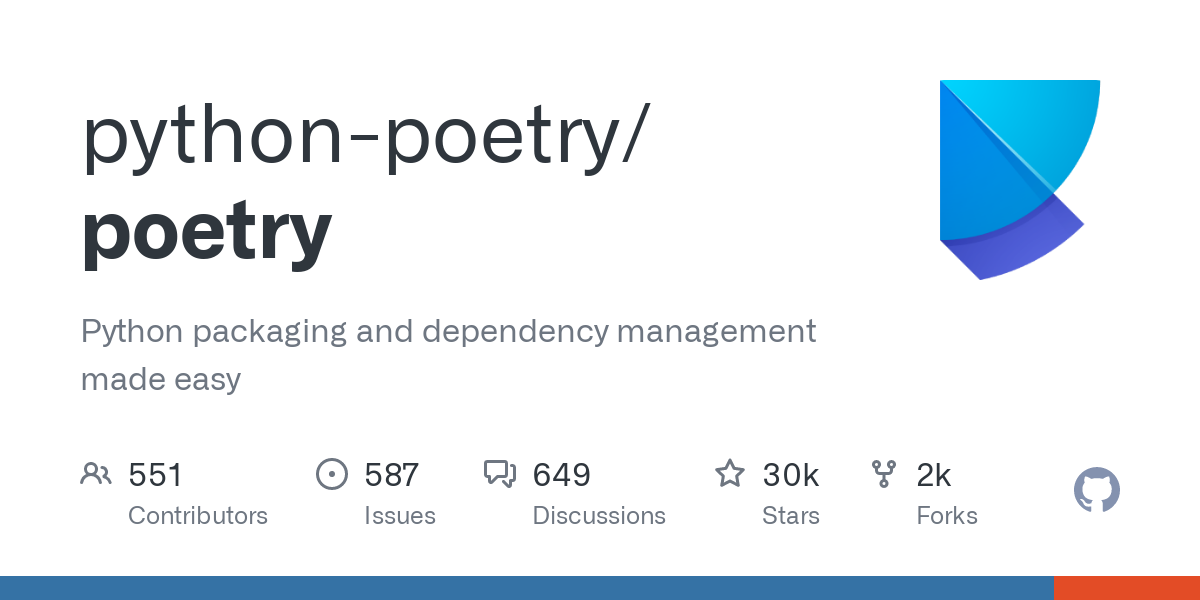 python-poetry/
poetry
Python packaging and dependency management
made easy
551
Contributors
587
Issues
649
Discussions
30k
Stars
2k
Forks